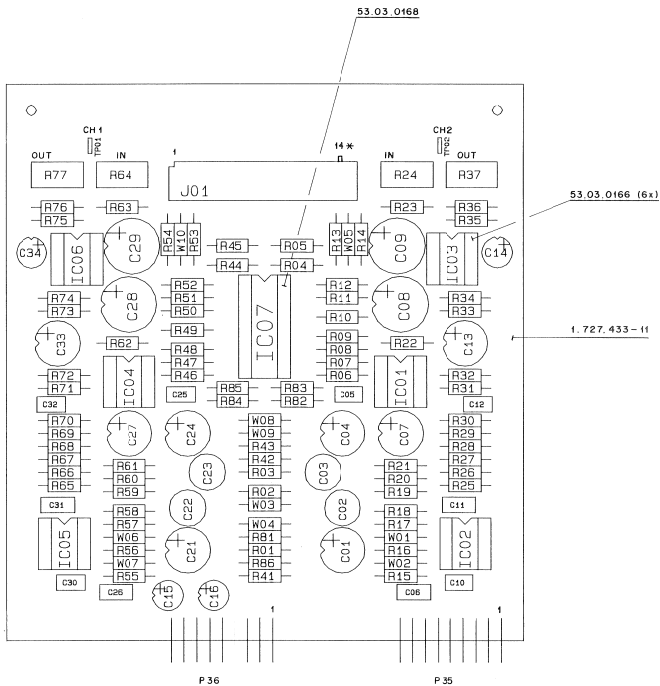 53.03.0168
CH1
TP01
1
14*
CH2
TP02
OUT
IN
IN
OUT
R77
R64
J01
R24
R37
53.03.0166 (6x)
R76
R63
R23
R36
R75
R35
C34
IC06
C29
R54
W10
R53
R45
R05
R13
W05
R14
C09
IC03
C14
R44
R04
R74
R73
C28
R52
R51
R50
IC07
R12
R11
R10
C08
R34
R33
C33
R62
R49
R09
R22
C13
1.727.433-11
R48
R08
R47
R07
R46
R06
R72
R71
IC04
IC01
R32
R31
C32
C25
R85
R83
C05
C12
R84
R82
R70
R69
R68
R67
R66
R65
C27
C24
W08
W09
R43
R42
R03
C04
C07
R30
R29
R28
R27
R26
R25
R61
R60
R59
C23
C03
R21
R20
R19
C31
C22
R02
W03
C02
C11
R58
R57
W06
R56
W07
R55
IC05
C21
W04
R81
R01
R86
R41
C01
R18
R17
W01
R16
W02
R15
IC02
C30
C26
C15
C16
C06
C10
1
1
P36
P35